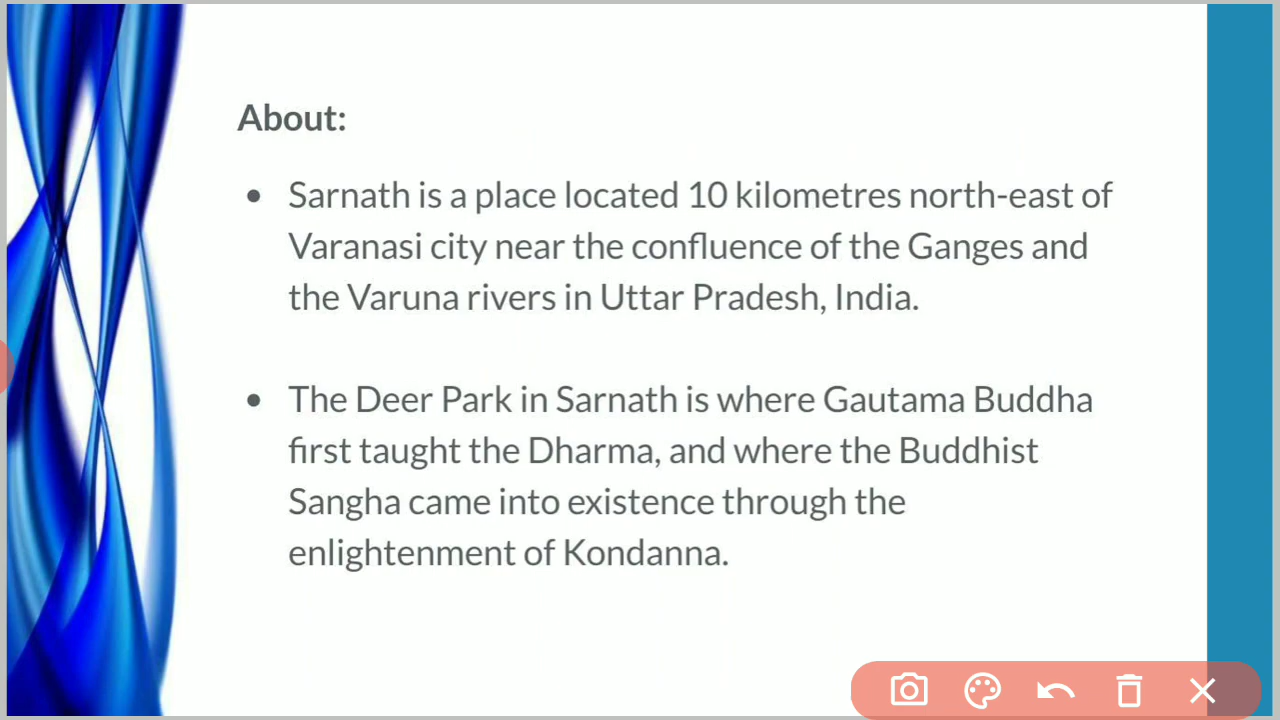 About:
• Sarnath is a place located 10 kilometres north-east of
Varanasi city near the confluence of the Ganges and
the Varuna rivers in Uttar Pradesh, India.
• The Deer Park in Sarnath is where Gautama Buddha
first taught the Dharma, and where the Buddhist
Sangha came into existence through the
enlightenment of Kondanna.